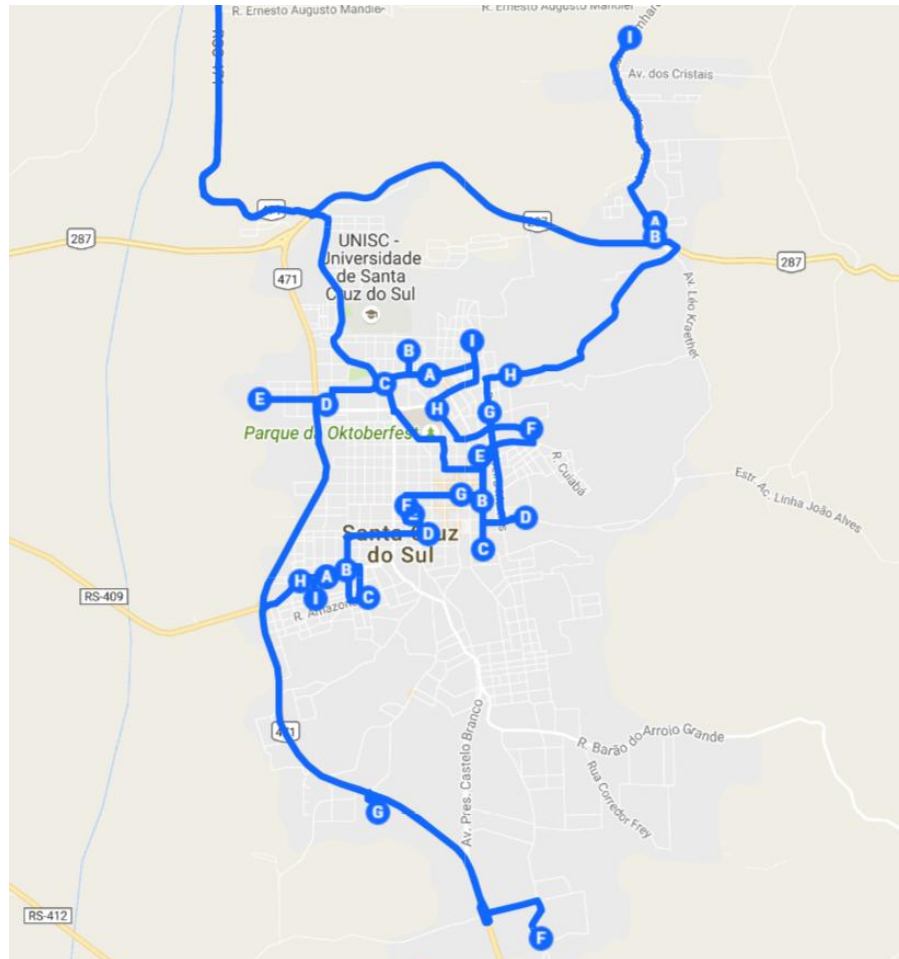 R. Ernesto Augusto Mandle-
R. Ernesto Augusto Mandler
I
Av. dos Cristais
A
B
287
287
287
471
Av. Léo Kraether
UNISC -
Universidade
de Santa
Cruz do Sul
B
I
A
C
H
E
D
H
G
Parque da Oktoberfest
F
E
R. Cuiabá
Estr. Ac. Linha João Alves
G
B
F
D
Santa Cruz
do Sul
D
C
H
A
B
I
C
RS-409
R. Amazonas
471
Av. Pres. Castelo Branco
R. Barão do Arroio Grande
Rua Corredor Frey
G
RS-412
F